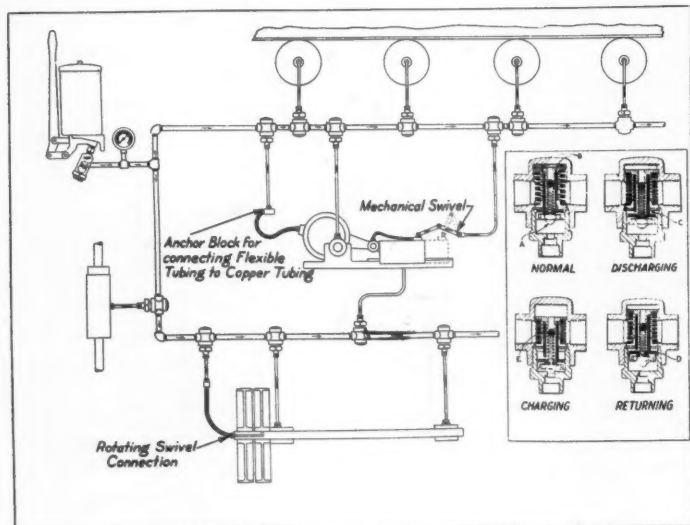 Mechanical Swivel
Anchor Block for
connecting Flexible
Tubing to Copper Tubing
Rotating Swivel
Connection
B
A
C
NORMAL
DISCHARGING
E
D
CHARGING
RETURNING